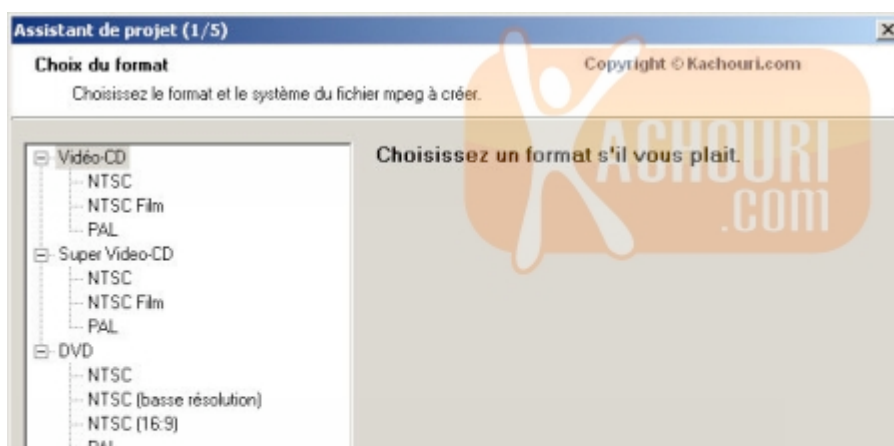 Assistant de projet (1/5)
Choix du format
Copyright © Kachouri.com
Choisissez le format et le système du fichier mpeg à créer.
Choisissez un format s'il vous plait.
KACHOURI
.com
Vidéo-CD
NTSC
NTSC Film
PAL
Super Video-CD
NTSC
NTSC Film
PAL
DVD
NTSC
NTSC (basse résolution)
NTSC (16:9)
PAL